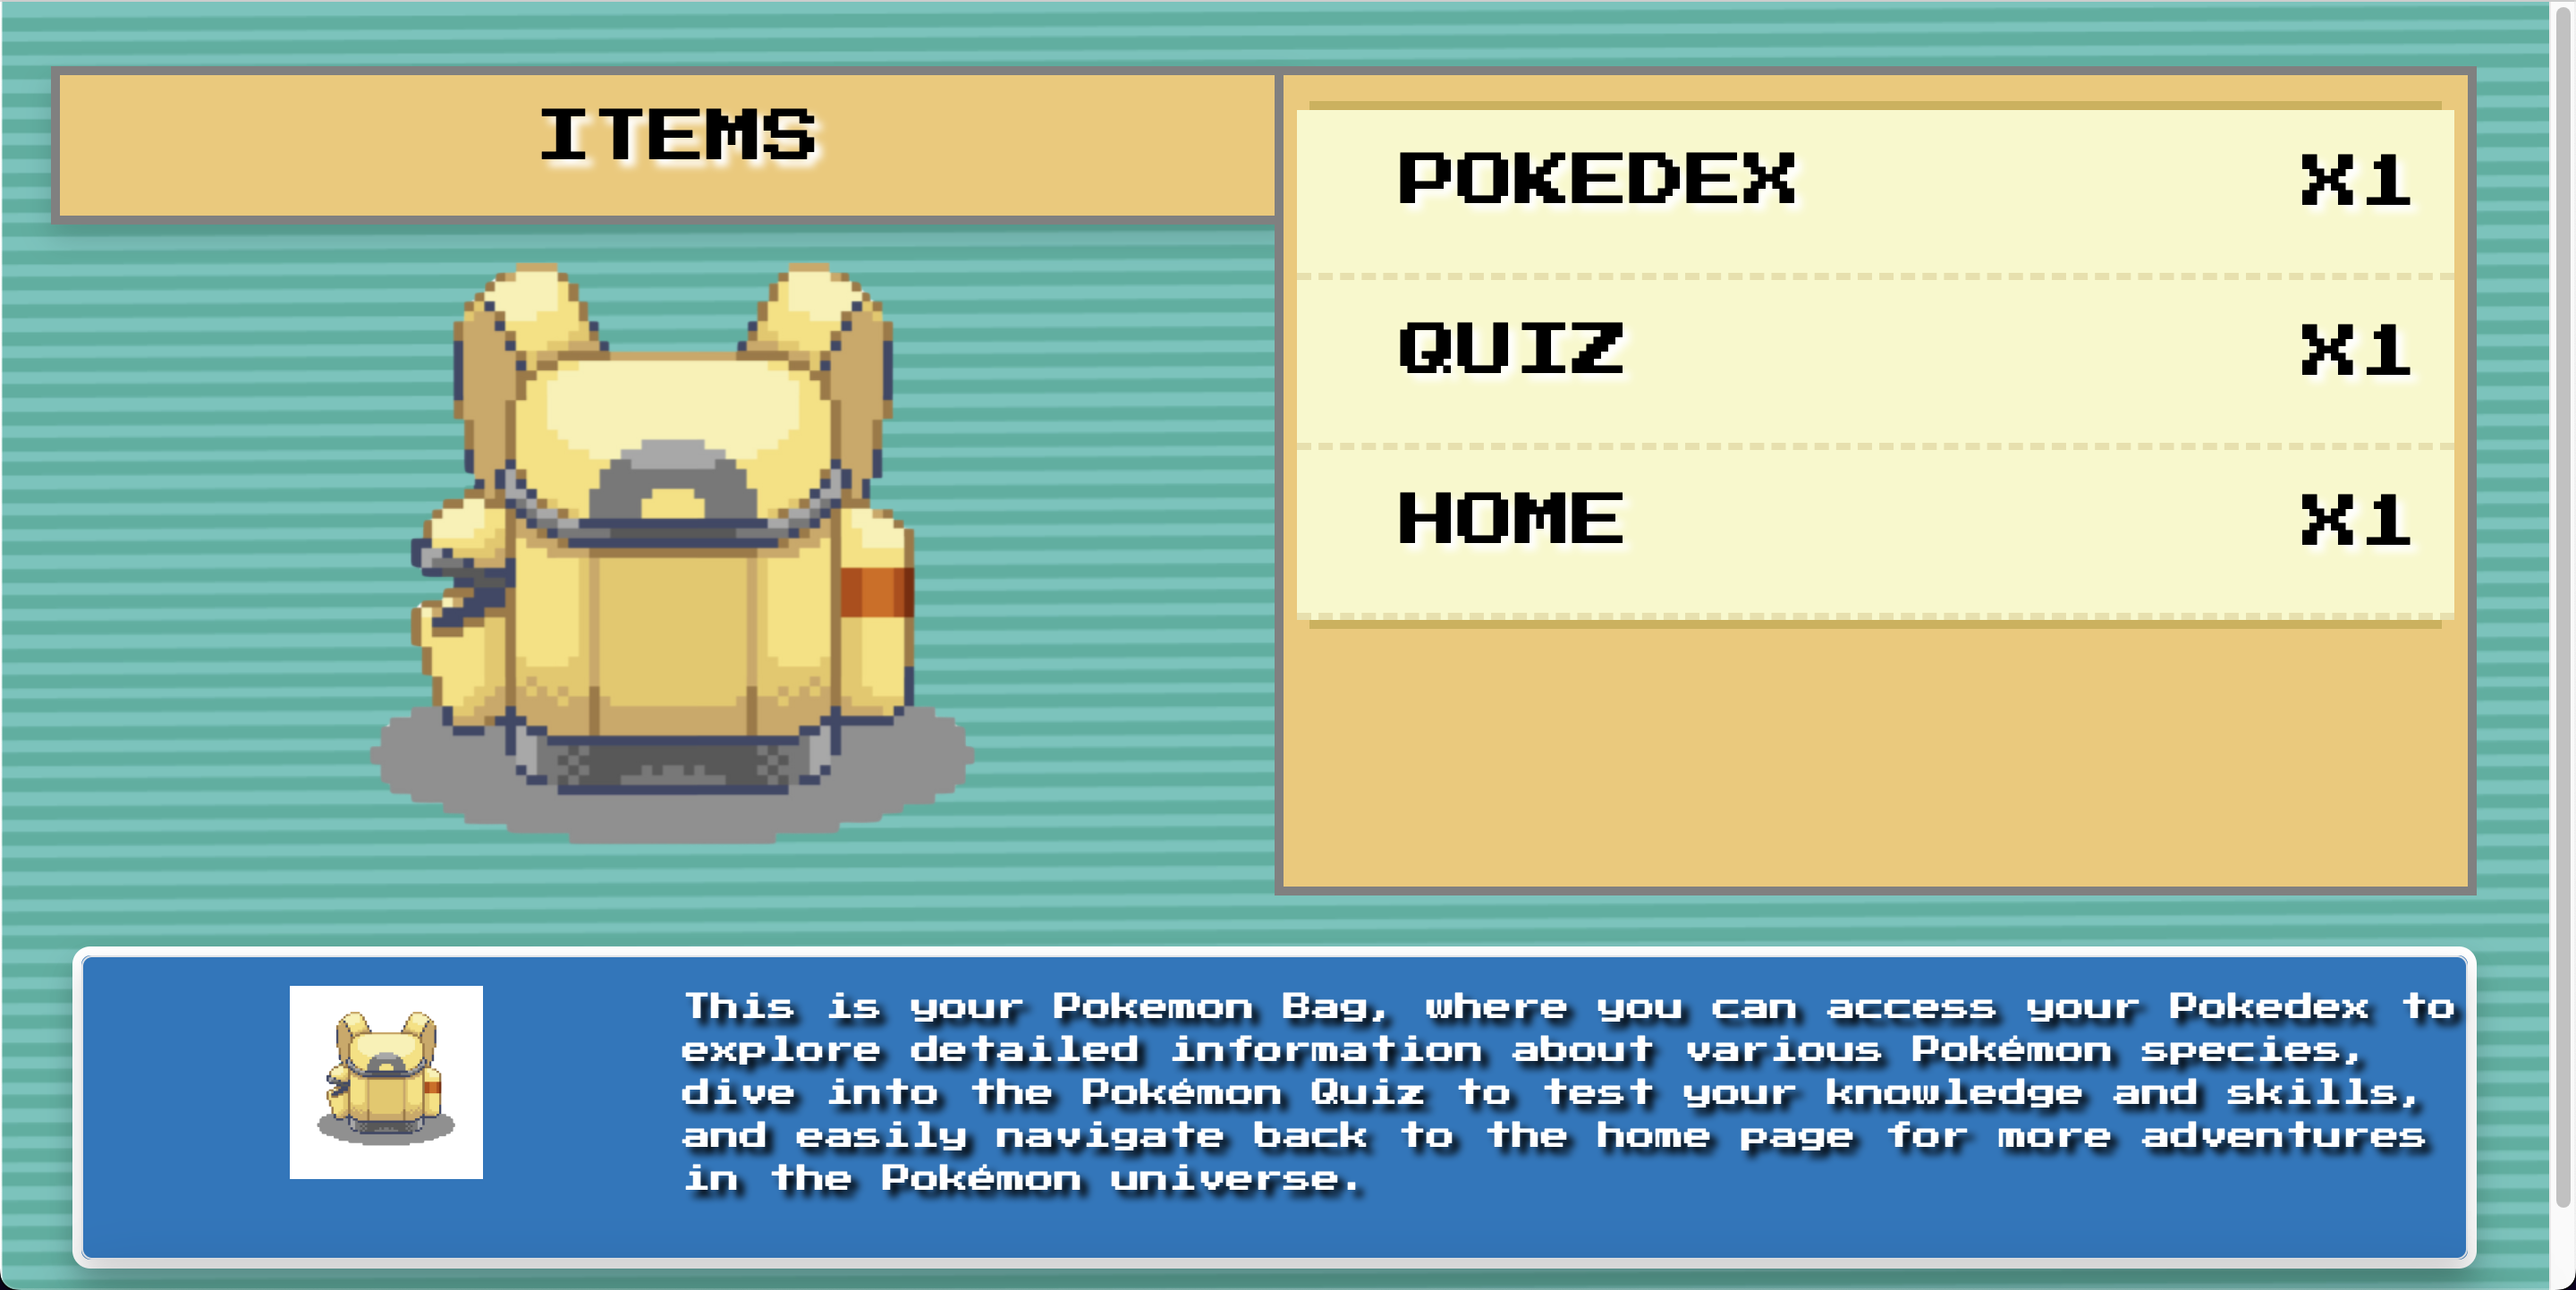 ITEMS
POKEDEX X1
QUIZ X1
HOME X1
This is your Pokemon Bag, where you can access your Pokedex to
explore detailed information about various Pokémon species,
dive into the Pokémon Quiz to test your knowledge and skills,
and easily navigate back to the home page for more adventures
in the Pokémon universe.